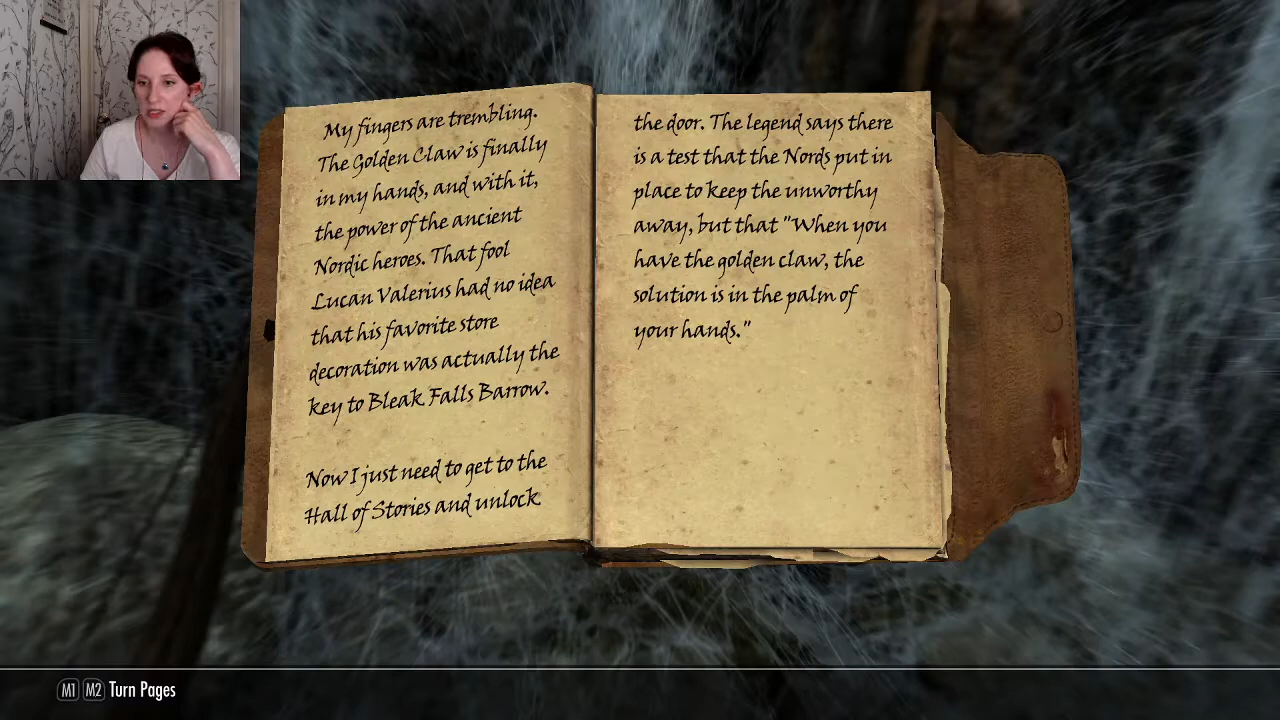 My fingers are trembling.
The Golden Claw is finally
in my hands, and with it,
the power of the ancient
Nordic heroes. That fool
Lucan Valerius had no idea
that his favorite store
decoration was actually the
key to Bleak Falls Barrow.
Now I just need to get to the
Hall of Stories and unlock
the door. The legend says there
is a test that the Nords put in
place to keep the unworthy
away, but that "When you
have the golden claw, the
solution is in the palm of
your hands."
M1 M2 Turn Pages